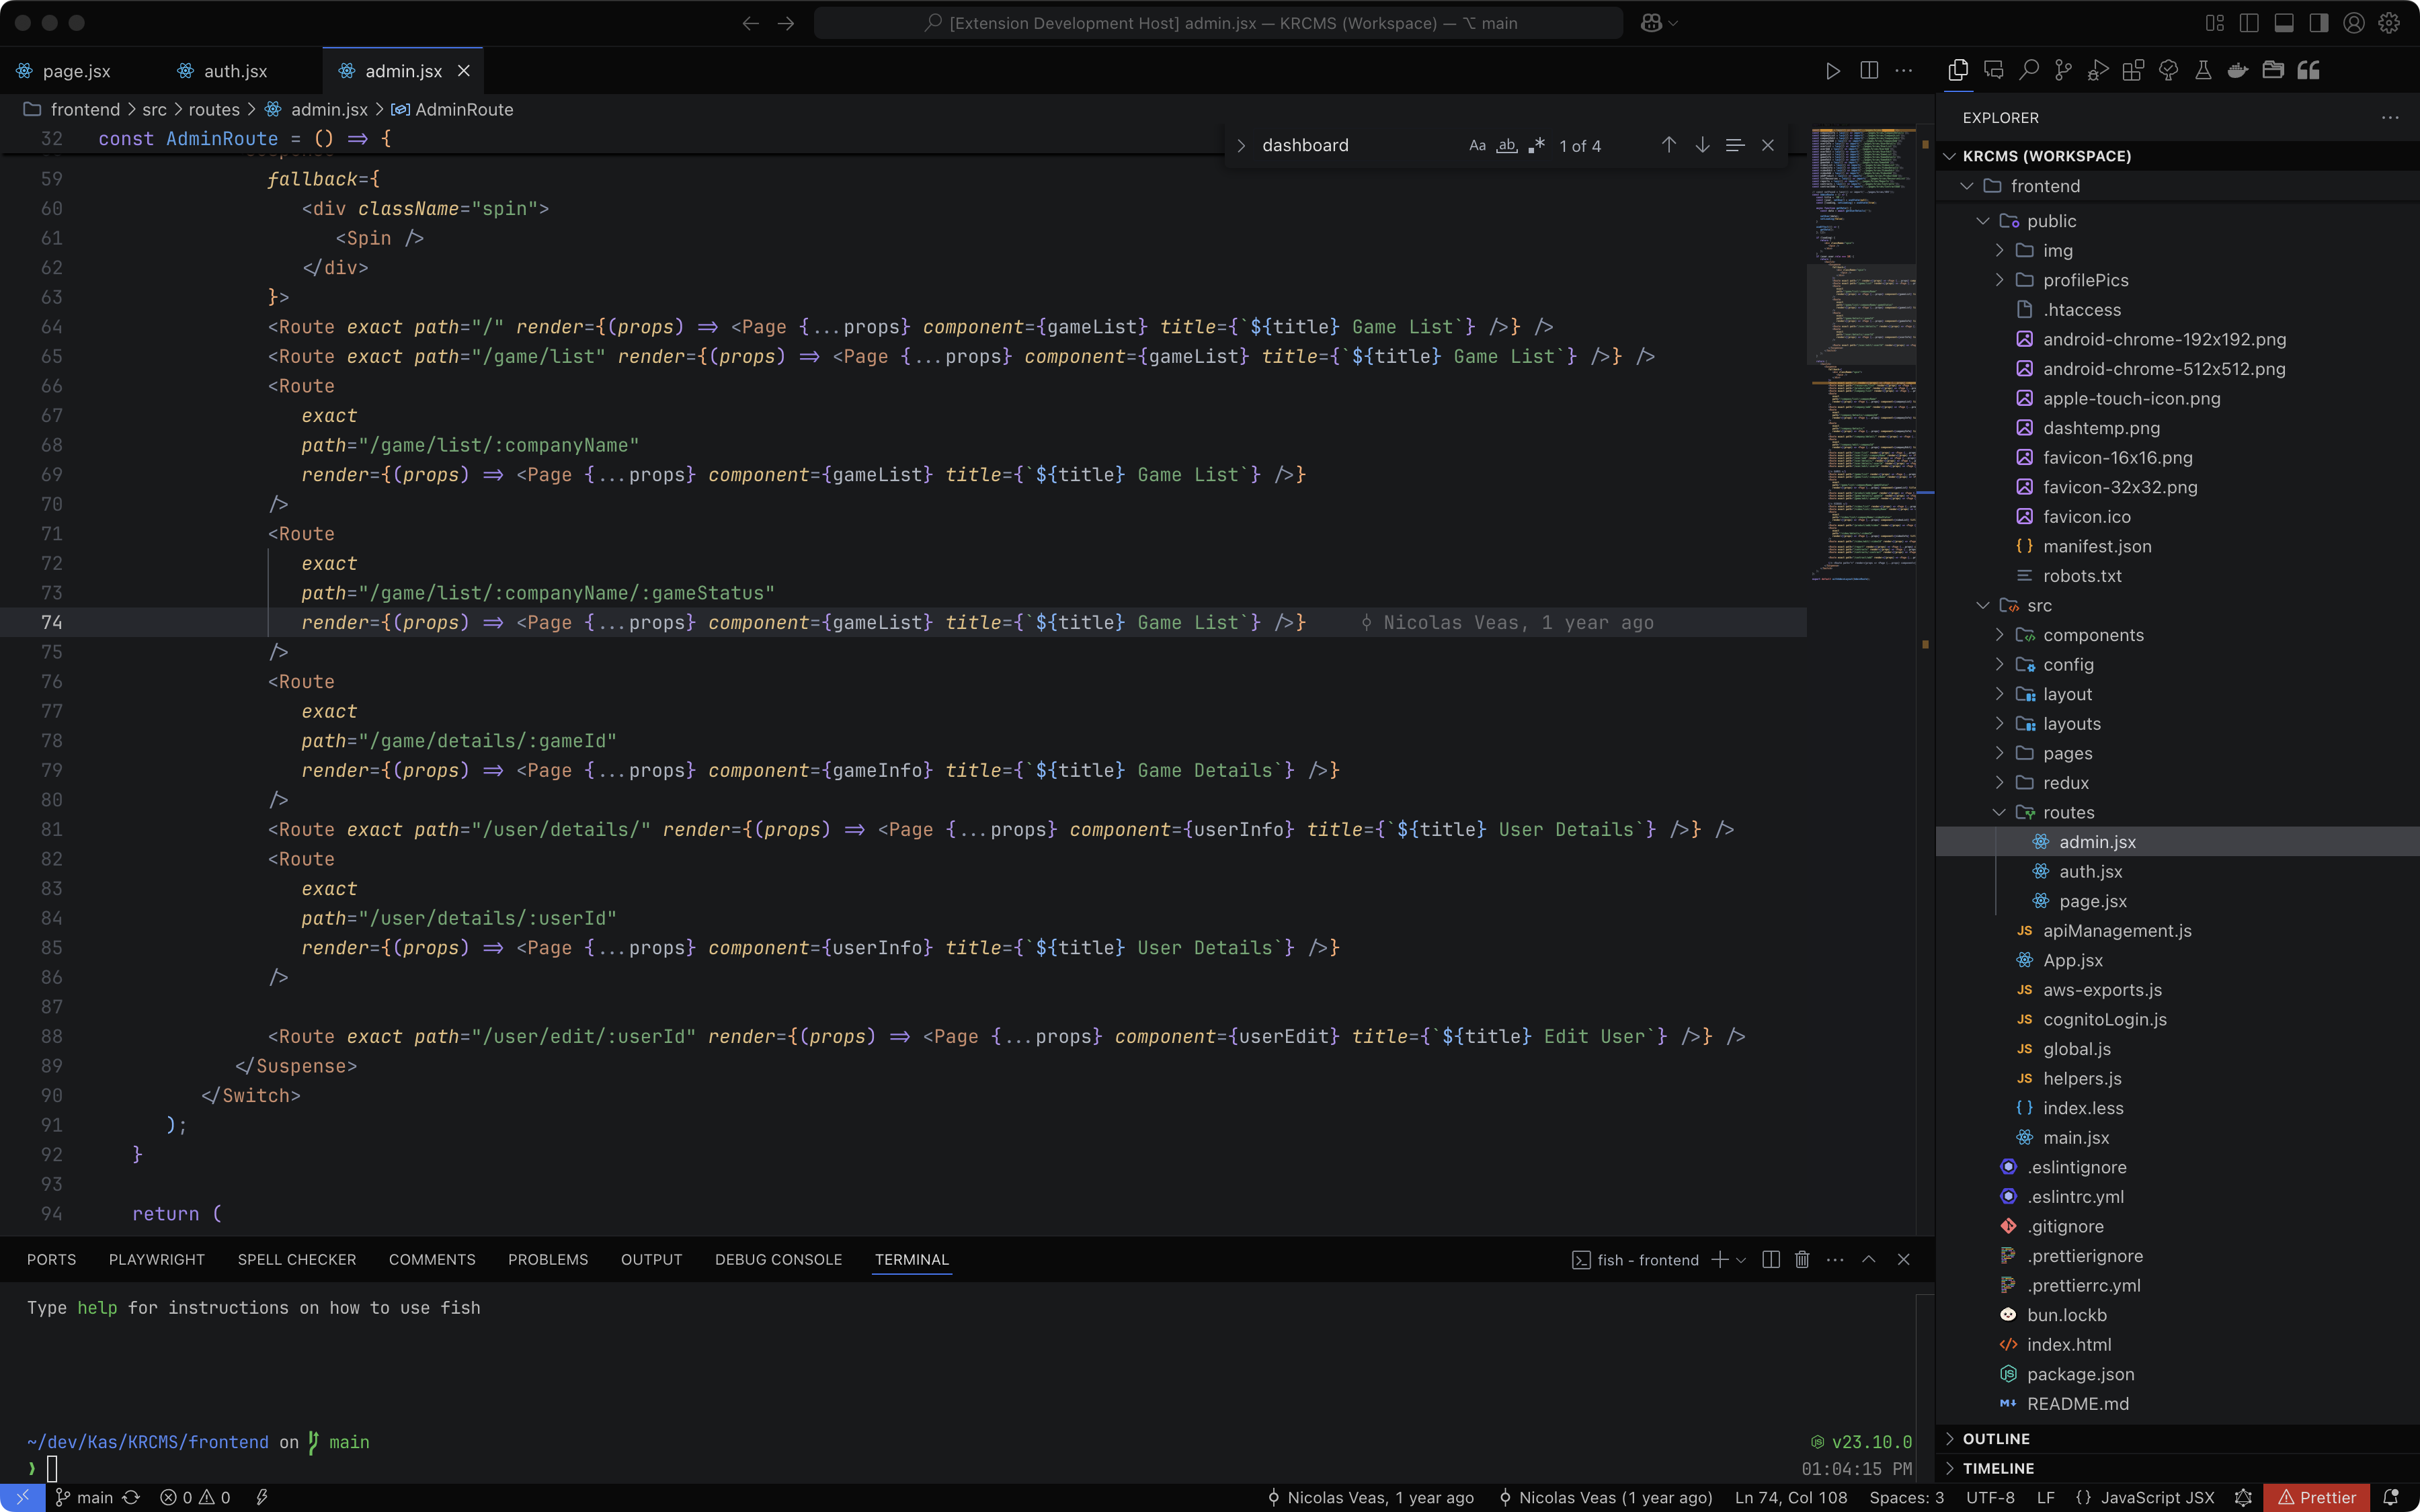 [Extension Development Host] admin.jsx — KRCMS (Workspace) — ⌥ main
page.jsx
auth.jsx
admin.jsx
frontend > src > routes > admin.jsx > AdminRoute
32 const AdminRoute = () => {
dashboard
Aa ab 1 of 4
59 fallback={
60 <div className="spin">
61 <Spin />
62 </div>
63 }>
64 <Route exact path="/" render={(props) => <Page {...props} component={gameList} title={`${title} Game List`} />} />
65 <Route exact path="/game/list" render={(props) => <Page {...props} component={gameList} title={`${title} Game List`} />} />
66 <Route
67 exact
68 path="/game/list/:companyName"
69 render={(props) => <Page {...props} component={gameList} title={`${title} Game List`} />}
70 />
71 <Route
72 exact
73 path="/game/list/:companyName/:gameStatus"
74 render={(props) => <Page {...props} component={gameList} title={`${title} Game List`} />} Nicolas Veas, 1 year ago
75 />
76 <Route
77 exact
78 path="/game/details/:gameId"
79 render={(props) => <Page {...props} component={gameInfo} title={`${title} Game Details`} />}
80 />
81 <Route exact path="/user/details/" render={(props) => <Page {...props} component={userInfo} title={`${title} User Details`} />} />
82 <Route
83 exact
84 path="/user/details/:userId"
85 render={(props) => <Page {...props} component={userInfo} title={`${title} User Details`} />}
86 />
87
88 <Route exact path="/user/edit/:userId" render={(props) => <Page {...props} component={userEdit} title={`${title} Edit User`} />} />
89 </Suspense>
90 </Switch>
91 );
92 }
93
94 return (
PORTS PLAYWRIGHT SPELL CHECKER COMMENTS PROBLEMS OUTPUT DEBUG CONSOLE TERMINAL
fish - frontend
Type help for instructions on how to use fish
~/dev/Kas/KRCMS/frontend on main
v23.10.0
01:04:15 PM
EXPLORER
KRCMS (WORKSPACE)
frontend
public
img
profilePics
.htaccess
android-chrome-192x192.png
android-chrome-512x512.png
apple-touch-icon.png
dashtemp.png
favicon-16x16.png
favicon-32x32.png
favicon.ico
manifest.json
robots.txt
src
components
config
layout
layouts
pages
redux
routes
admin.jsx
auth.jsx
page.jsx
JS apiManagement.js
App.jsx
JS aws-exports.js
JS cognitoLogin.js
JS global.js
JS helpers.js
index.less
main.jsx
.eslintignore
.eslintrc.yml
.gitignore
.prettierignore
.prettierrc.yml
bun.lockb
index.html
package.json
README.md
OUTLINE
TIMELINE
main 0 0
Nicolas Veas, 1 year ago
Nicolas Veas (1 year ago)
Ln 74, Col 108
Spaces: 3
UTF-8
LF
{} JavaScript JSX
Prettier